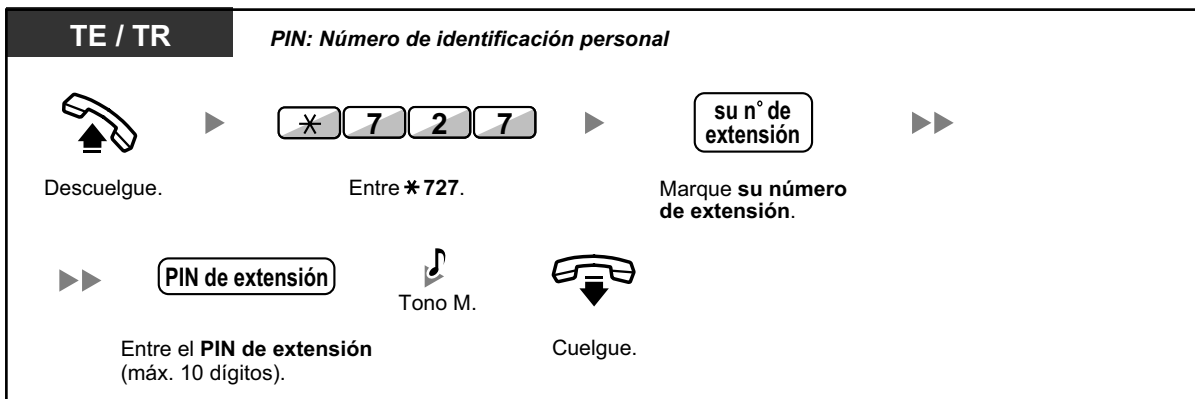 TE / TR
PIN: Número de identificación personal
* 7 2 7
su n° de
extensión
Descuelgue.
Entre * 727.
Marque su número
de extensión.
PIN de extensión
Tono M.
Entre el PIN de extensión
(máx. 10 dígitos).
Cuelgue.